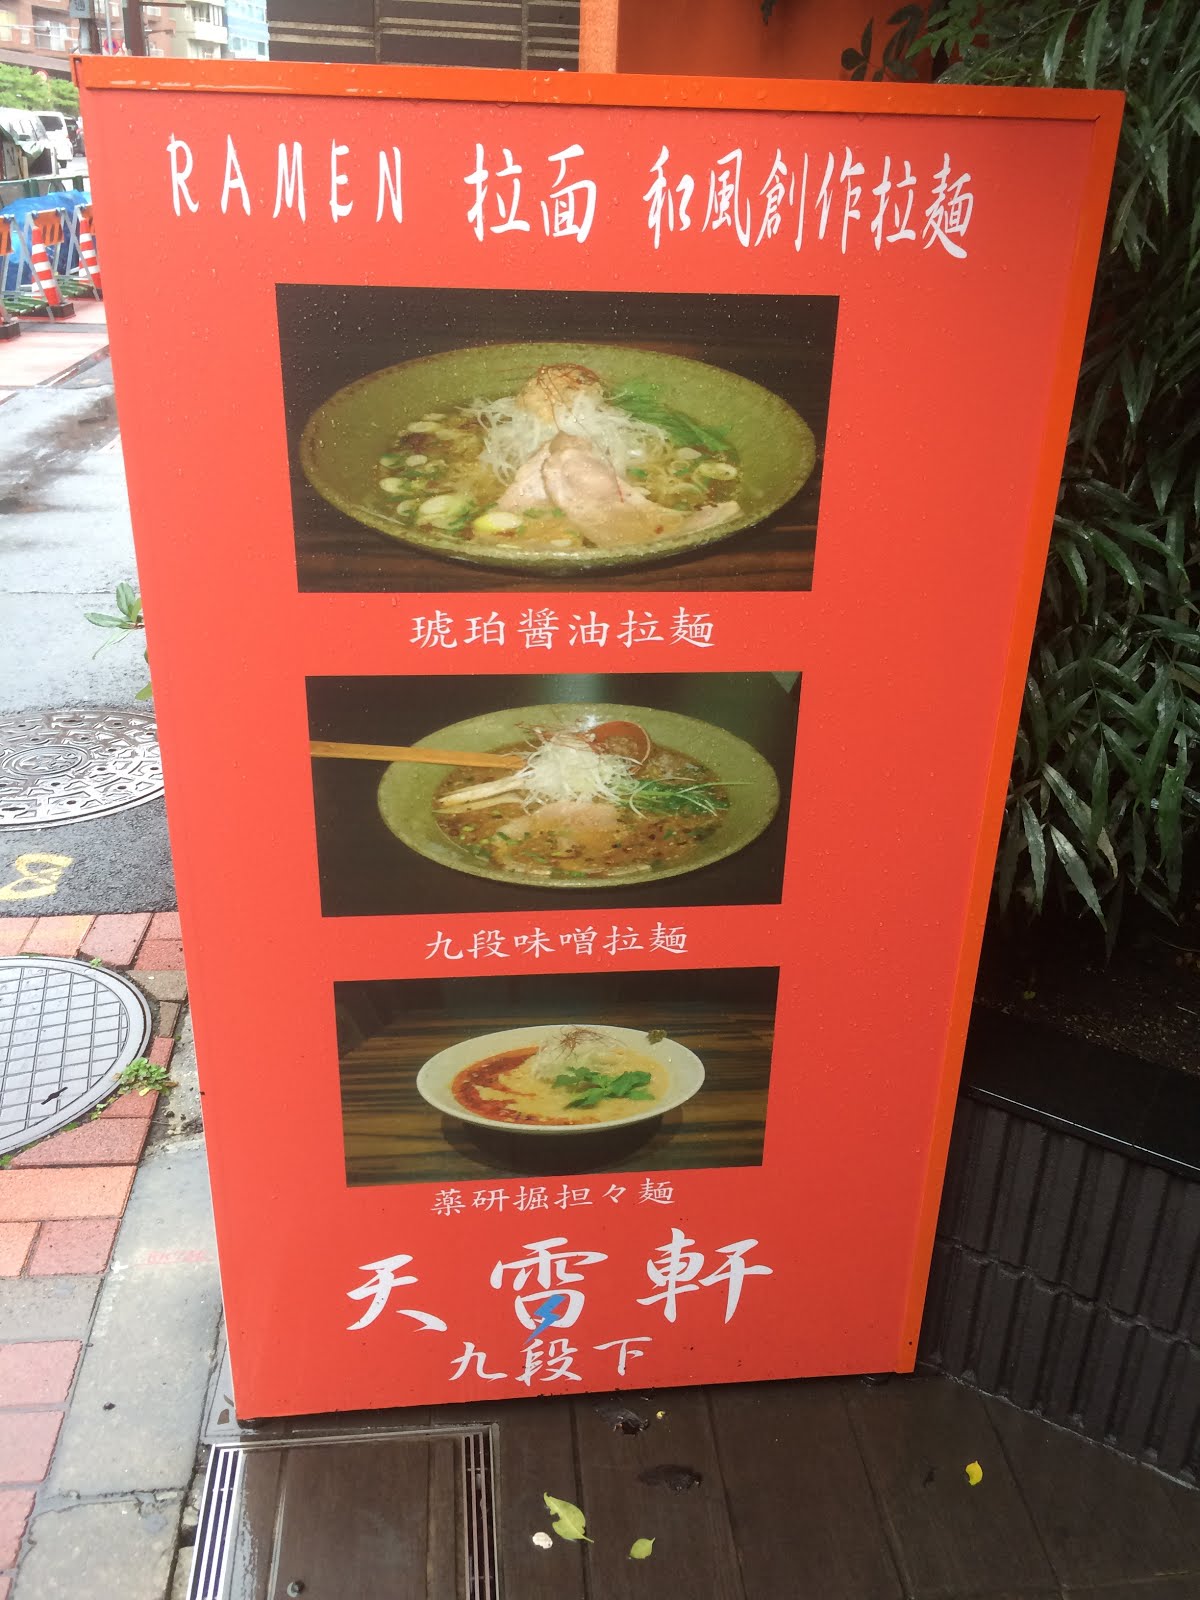 RAMEN 拉面 和風創作拉麺
琥珀醤油拉麺
九段味噌拉麺
薬研掘担々麺
天雷軒
九段下